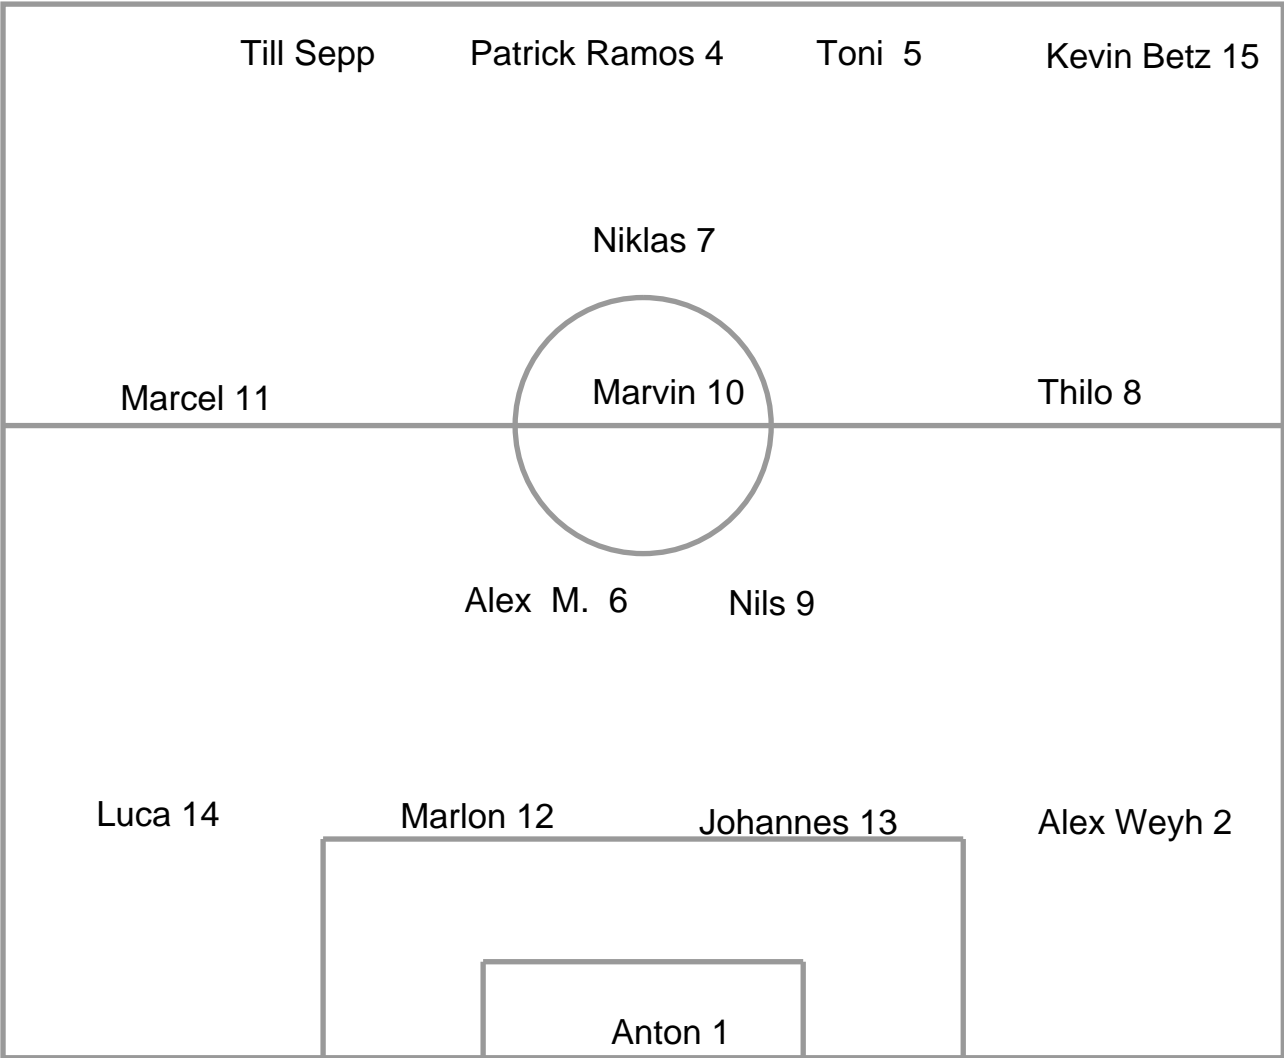 Till Sepp Patrick Ramos 4 Toni 5 Kevin Betz 15
Niklas 7
Marcel 11 Marvin 10 Thilo 8
Alex M. 6 Nils 9
Luca 14 Marlon 12 Johannes 13 Alex Weyh 2
Anton 1